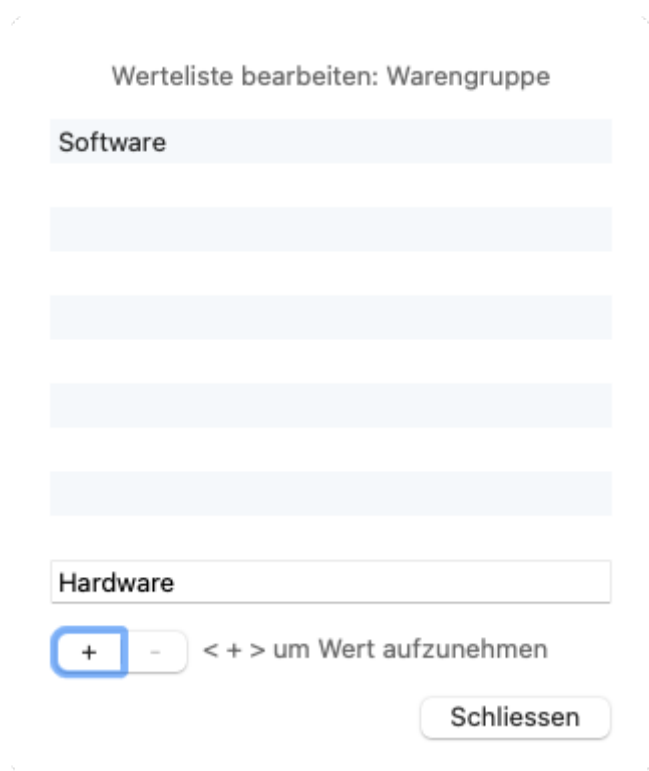 Werteliste bearbeiten: Warengruppe
Software
Hardware
+ - < + > um Wert aufzunehmen
Schliessen